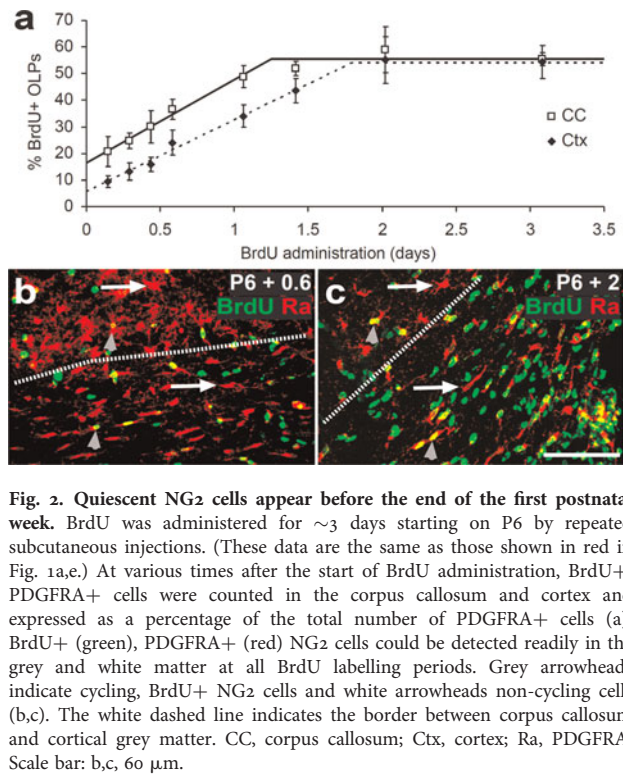 a
70
60
50
40
30
20
10
0
% BrdU+ OLPs
CC
Ctx
0 0.5 1 1.5 2 2.5 3 3.5
BrdU administration (days)
b
P6 + 0.6
BrdU Ra
c
P6 + 2
BrdU Ra
Fig. 2. Quiescent NG2 cells appear before the end of the first postnata
week. BrdU was administered for ~3 days starting on P6 by repeate
subcutaneous injections. (These data are the same as those shown in red i
Fig. 1a,e.) At various times after the start of BrdU administration, BrdU+
PDGFRA+ cells were counted in the corpus callosum and cortex an
expressed as a percentage of the total number of PDGFRA+ cells (a)
BrdU+ (green), PDGFRA+ (red) NG2 cells could be detected readily in th
grey and white matter at all BrdU labelling periods. Grey arrowhead
indicate cycling, BrdU+ NG2 cells and white arrowheads non-cycling cell
(b,c). The white dashed line indicates the border between corpus callosum
and cortical grey matter. CC, corpus callosum; Ctx, cortex; Ra, PDGFRA
Scale bar: b,c, 60 μm.